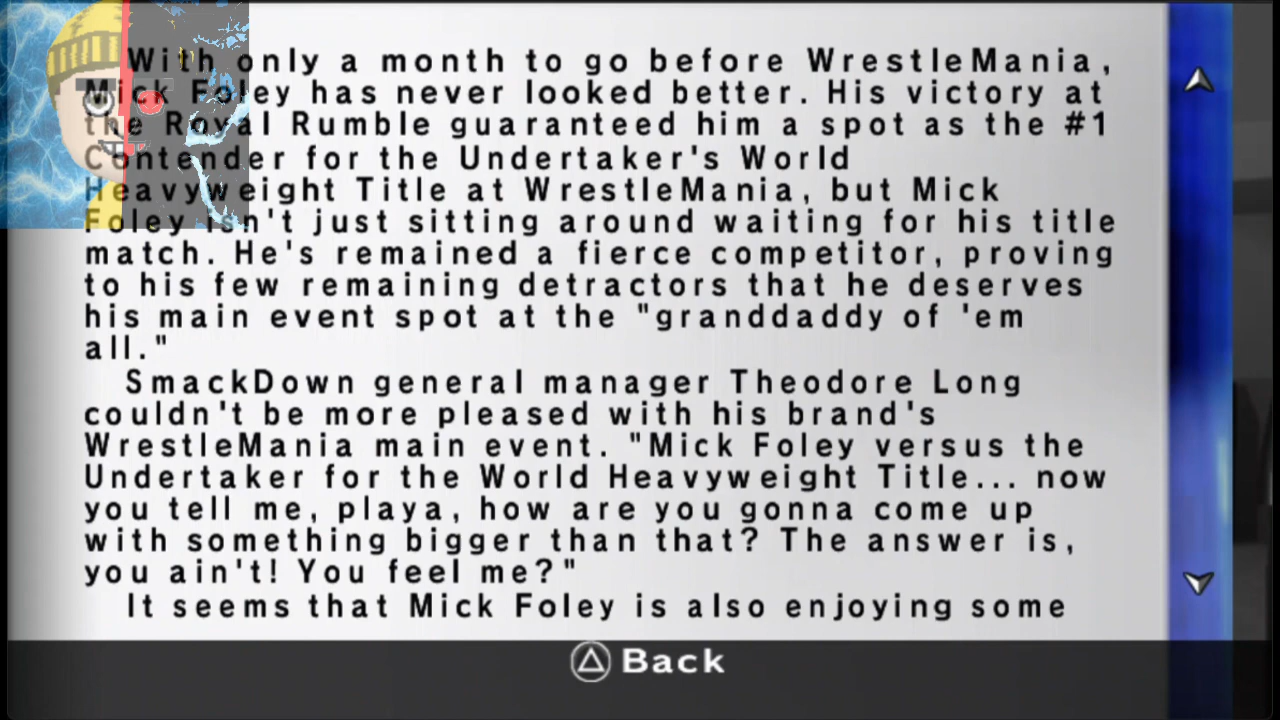 With only a month to go before WrestleMania,
Mick Foley has never looked better. His victory at
the Royal Rumble guaranteed him a spot as the #1
Contender for the Undertaker's World
Heavyweight Title at WrestleMania, but Mick
Foley isn't just sitting around waiting for his title
match. He's remained a fierce competitor, proving
to his few remaining detractors that he deserves
his main event spot at the "granddaddy of 'em
all."
SmackDown general manager Theodore Long
couldn't be more pleased with his brand's
WrestleMania main event. "Mick Foley versus the
Undertaker for the World Heavyweight Title... now
you tell me, playa, how are you gonna come up
with something bigger than that? The answer is,
you ain't! You feel me?"
It seems that Mick Foley is also enjoying some
Back